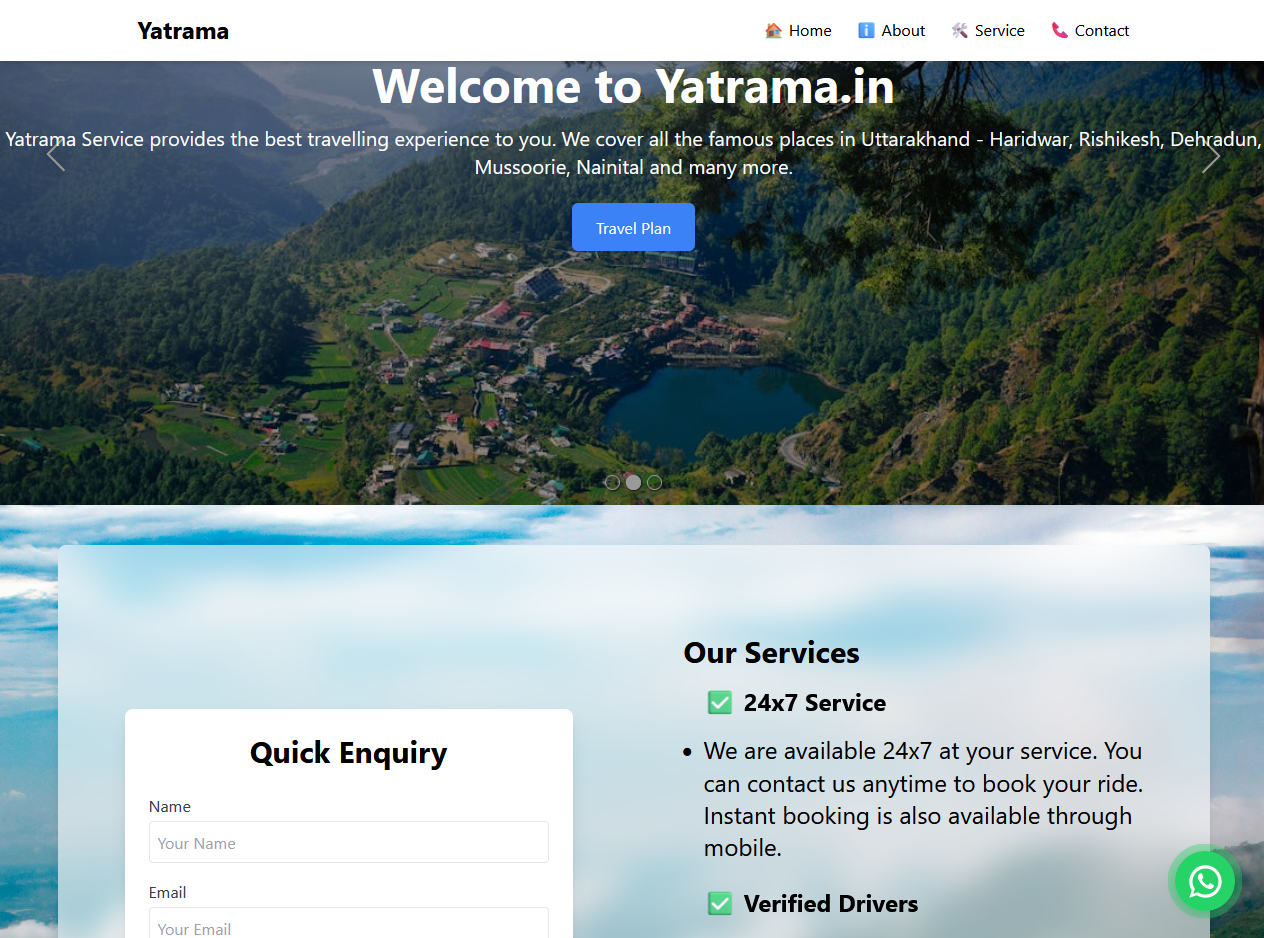 Yatrama
Home
About
Service
Contact
Welcome to Yatrama.in
Yatrama Service provides the best travelling experience to you. We cover all the famous places in Uttarakhand - Haridwar, Rishikesh, Dehradun,
Mussoorie, Nainital and many more.
Travel Plan
Quick Enquiry
Name
Your Name
Email
Your Email
Our Services
24x7 Service
We are available 24x7 at your service. You
can contact us anytime to book your ride.
Instant booking is also available through
mobile.
Verified Drivers